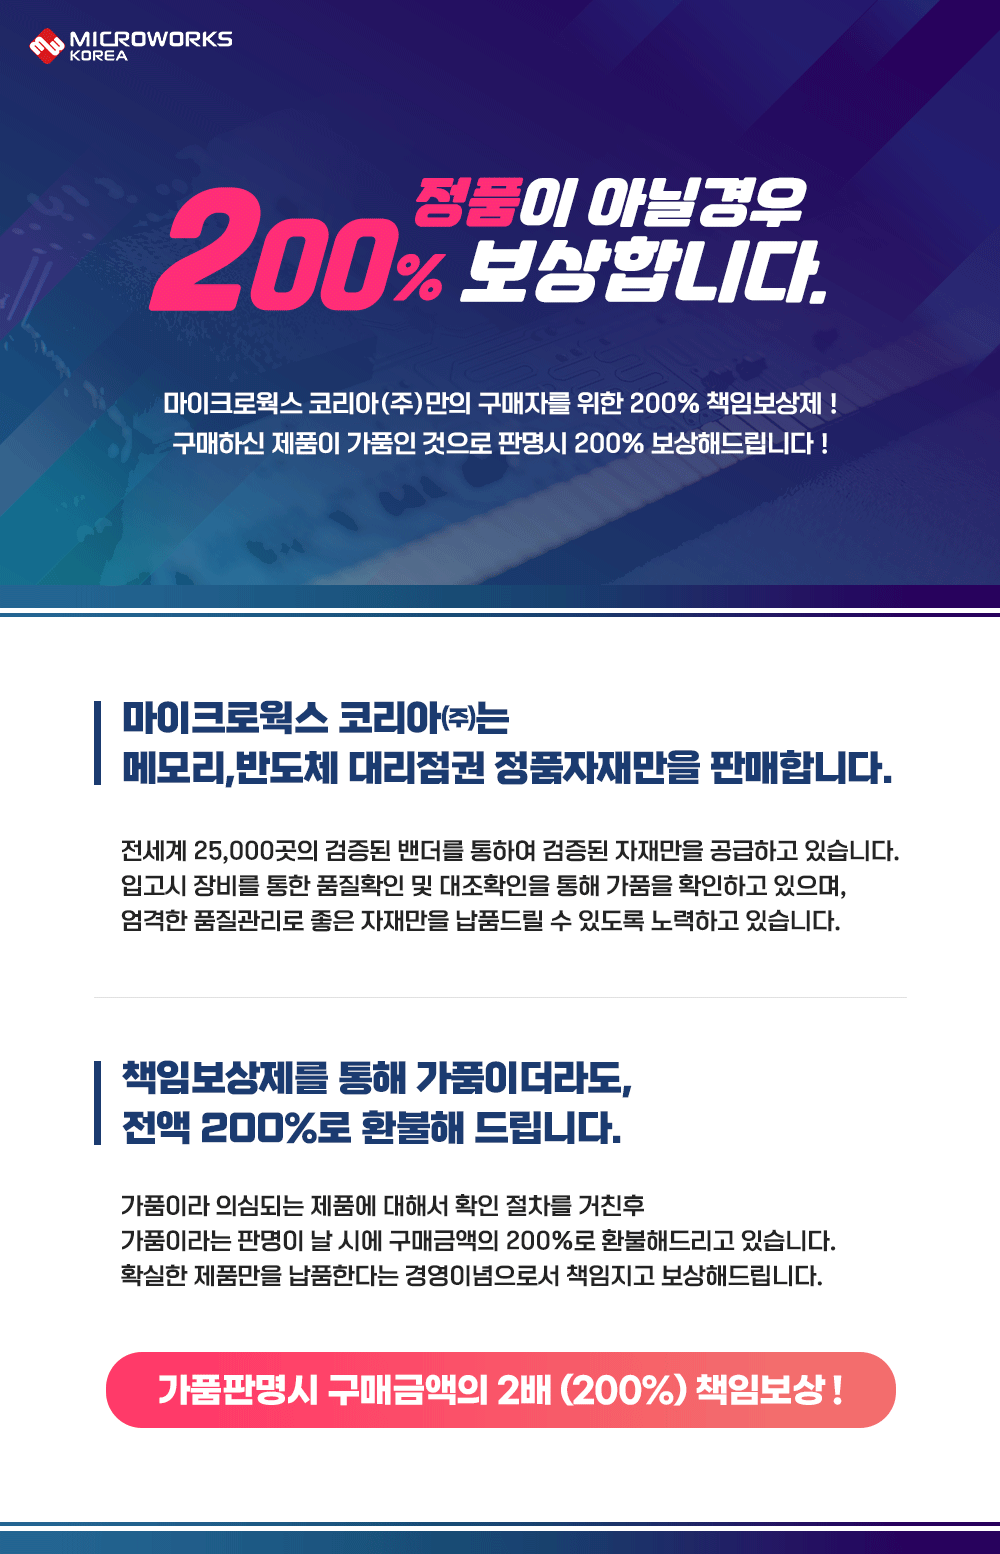 MICROWORKS
KOREA
정품이 아닐경우
200% 보상합니다.
마이크로웍스 코리아(주)만의 구매자를 위한 200% 책임보상제 !
구매하신 제품이 가품인 것으로 판명시 200% 보상해드립니다 !
마이크로웍스 코리아㈜는
메모리,반도체 대리점권 정품자재만을 판매합니다.
전세계 25,000곳의 검증된 밴더를 통하여 검증된 자재만을 공급하고 있습니다.
입고시 장비를 통한 품질확인 및 대조확인을 통해 가품을 확인하고 있으며,
엄격한 품질관리로 좋은 자재만을 납품드릴 수 있도록 노력하고 있습니다.
책임보상제를 통해 가품이더라도,
전액 200%로 환불해 드립니다.
가품이라 의심되는 제품에 대해서 확인 절차를 거친후
가품이라는 판명이 날 시에 구매금액의 200%로 환불해드리고 있습니다.
확실한 제품만을 납품한다는 경영이념으로서 책임지고 보상해드립니다.
가품판명시 구매금액의 2배 (200%) 책임보상 !